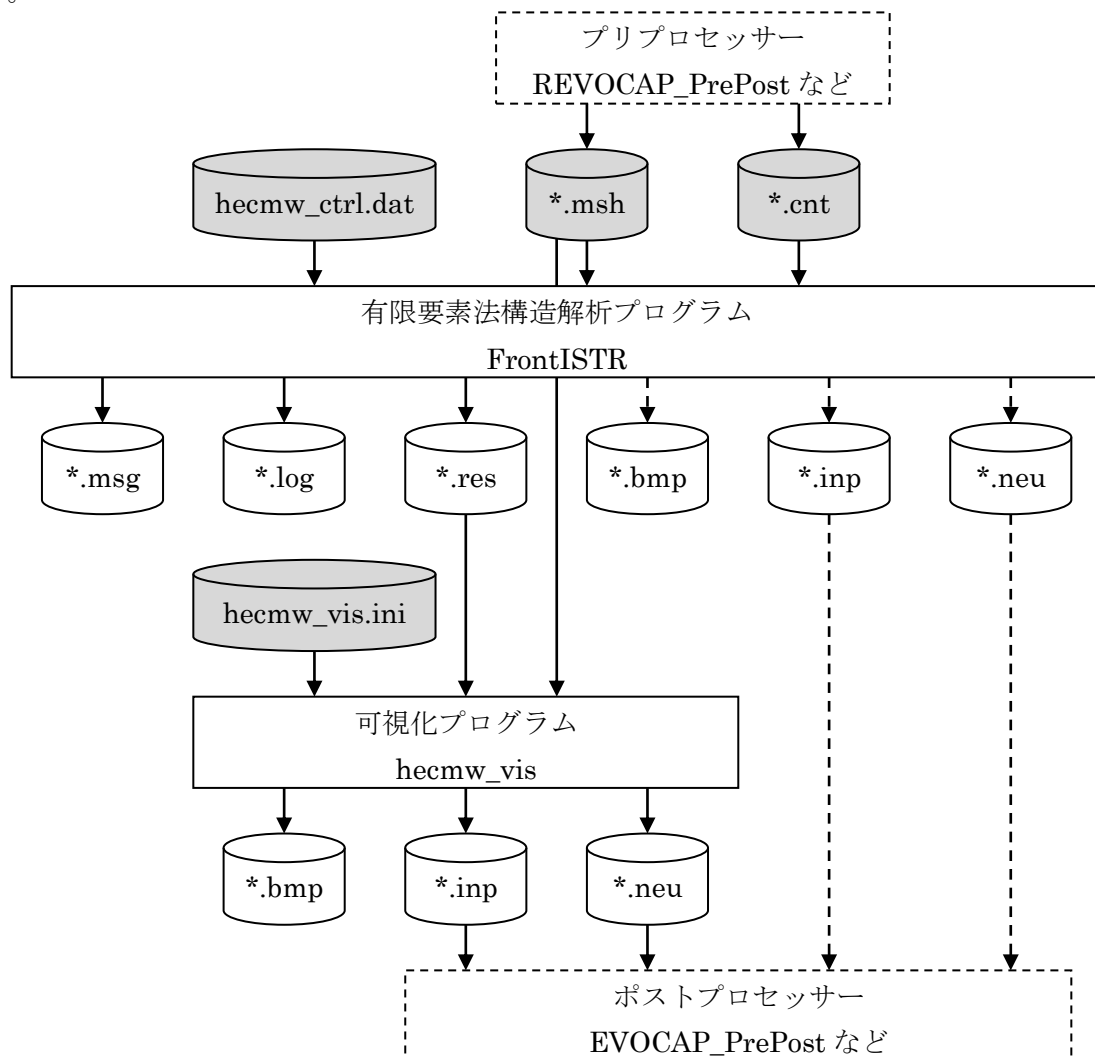 。
プリプロセッサー
REVOCAP_PrePost など
hecmw_ctrl.dat
*.msh
*.cnt
有限要素法構造解析プログラム
FrontISTR
*.msg
*.log
*.res
*.bmp
*.inp
*.neu
hecmw_vis.ini
可視化プログラム
hecmw_vis
*.bmp
*.inp
*.neu
ポストプロセッサー
EVOCAP_PrePost など